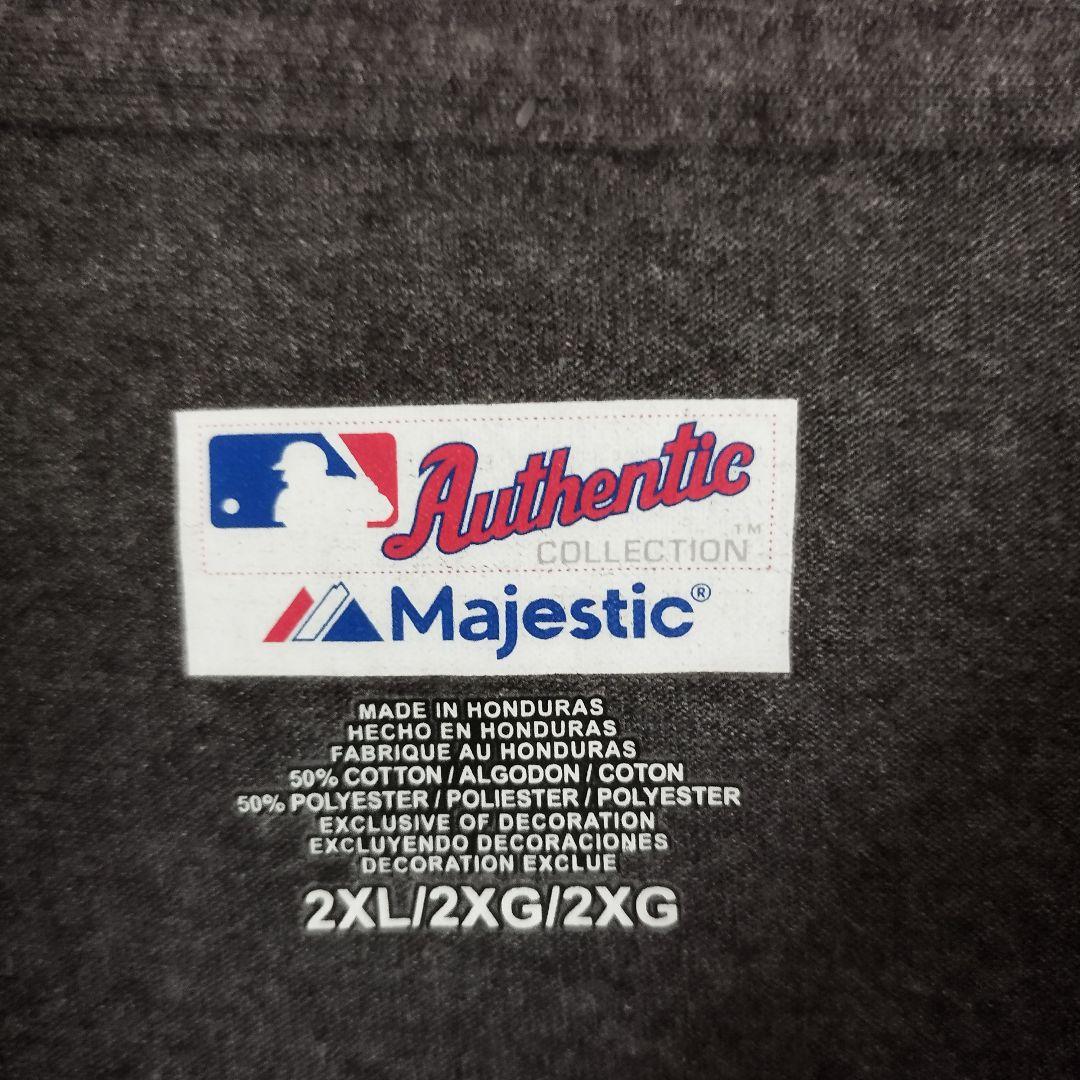 Authentic
COLLECTION™
Majestic®
MADE IN HONDURAS
HECHO EN HONDURAS
FABRIQUE AU HONDURAS
50% COTTON / ALGODON / COTON
50% POLYESTER / POLIESTER / POLYESTER
EXCLUSIVE OF DECORATION
EXCLUYENDO DECORACIONES
DECORATION EXCLUE
2XL/2XG/2XG